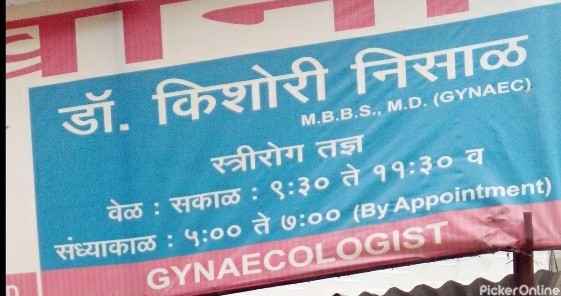 डॉ. किशोरी निसाळ
M.B.B.S., M.D. (GYNAEC)
स्त्रीरोग तज्ञ
वेळ : सकाळ : ९:३० ते ११:३० व
संध्याकाळ : ५:०० ते ७:०० (By Appointment)
GYNAECOLOGIST
PickerOnline